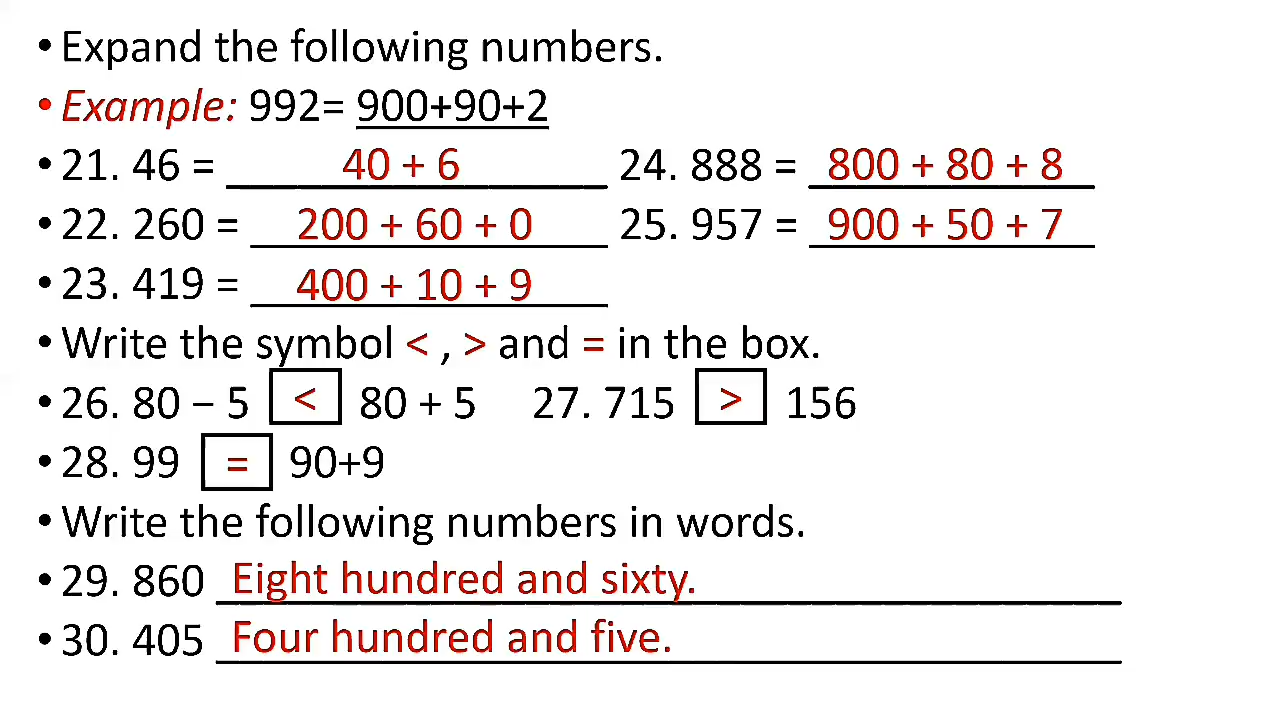 • Expand the following numbers.
• Example: 992= 900+90+2
• 21. 46 = 40 + 6 24. 888 = 800 + 80 + 8
• 22. 260 = 200 + 60 + 0 25. 957 = 900 + 50 + 7
• 23. 419 = 400 + 10 + 9
• Write the symbol < , > and = in the box.
• 26. 80 – 5 < 80 + 5 27. 715 > 156
• 28. 99 = 90+9
• Write the following numbers in words.
• 29. 860 Eight hundred and sixty.
• 30. 405 Four hundred and five.